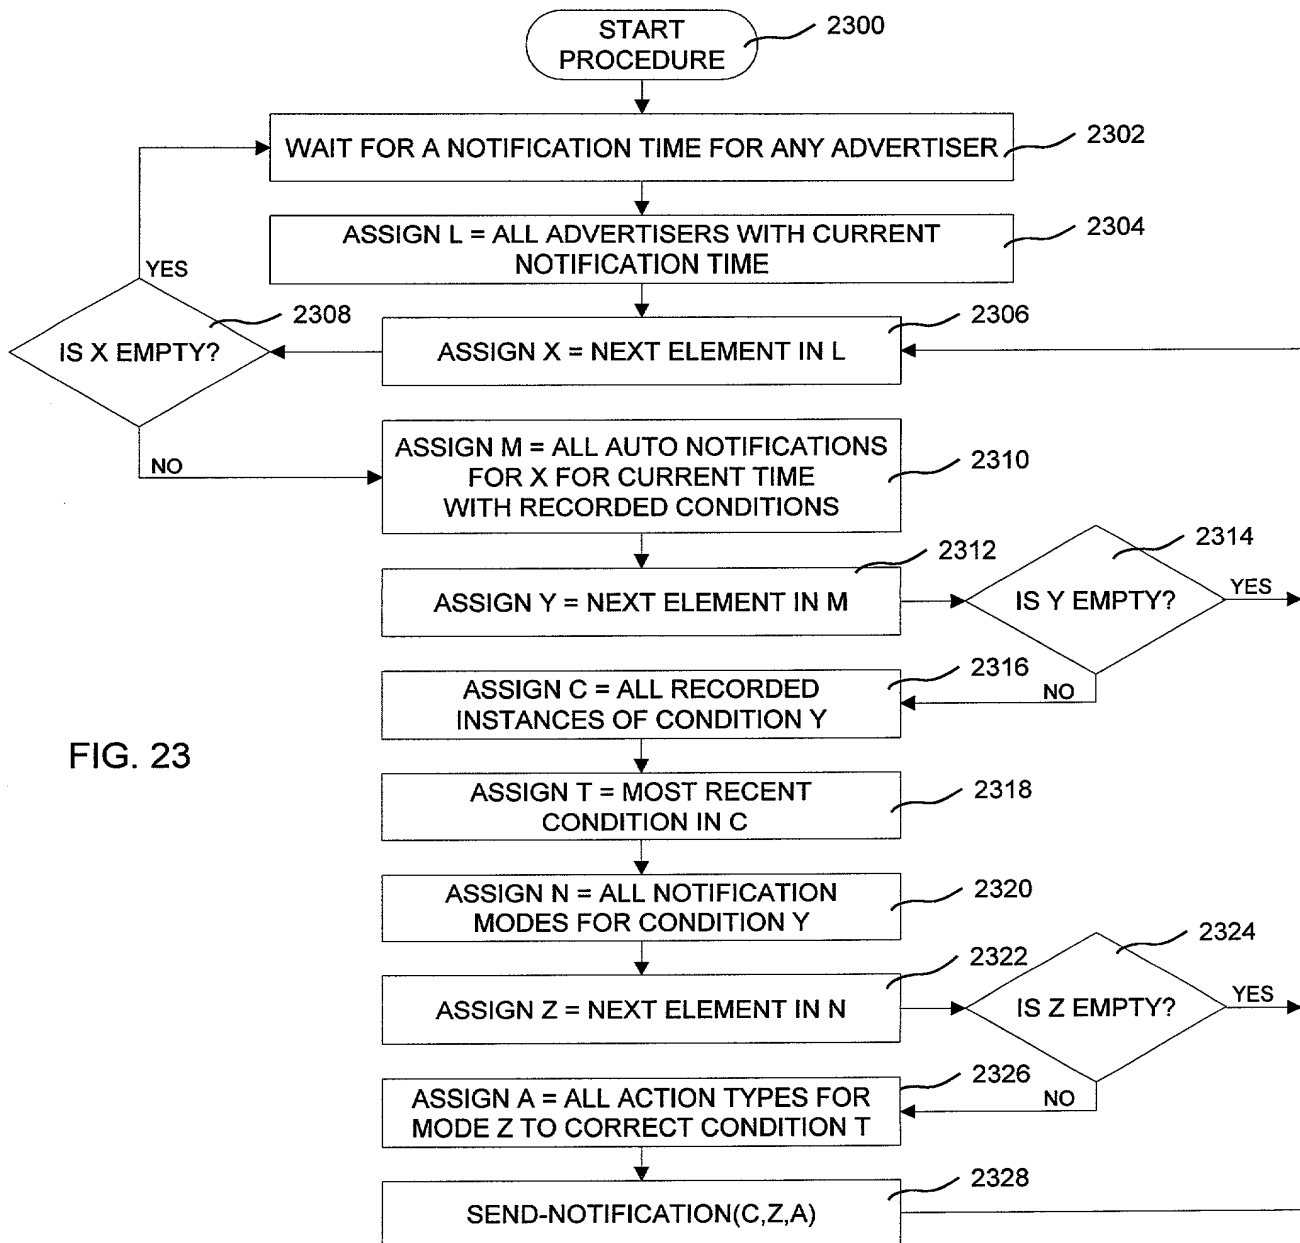 START
PROCEDURE
2300
WAIT FOR A NOTIFICATION TIME FOR ANY ADVERTISER
2302
ASSIGN L = ALL ADVERTISERS WITH CURRENT
NOTIFICATION TIME
2304
YES
IS X EMPTY?
2308
ASSIGN X = NEXT ELEMENT IN L
2306
NO
ASSIGN M = ALL AUTO NOTIFICATIONS
FOR X FOR CURRENT TIME
WITH RECORDED CONDITIONS
2310
ASSIGN Y = NEXT ELEMENT IN M
2312
IS Y EMPTY?
2314
YES
NO
ASSIGN C = ALL RECORDED
INSTANCES OF CONDITION Y
2316
FIG. 23
ASSIGN T = MOST RECENT
CONDITION IN C
2318
ASSIGN N = ALL NOTIFICATION
MODES FOR CONDITION Y
2320
ASSIGN Z = NEXT ELEMENT IN N
2322
IS Z EMPTY?
2324
YES
NO
ASSIGN A = ALL ACTION TYPES FOR
MODE Z TO CORRECT CONDITION T
2326
SEND-NOTIFICATION(C,Z,A)
2328